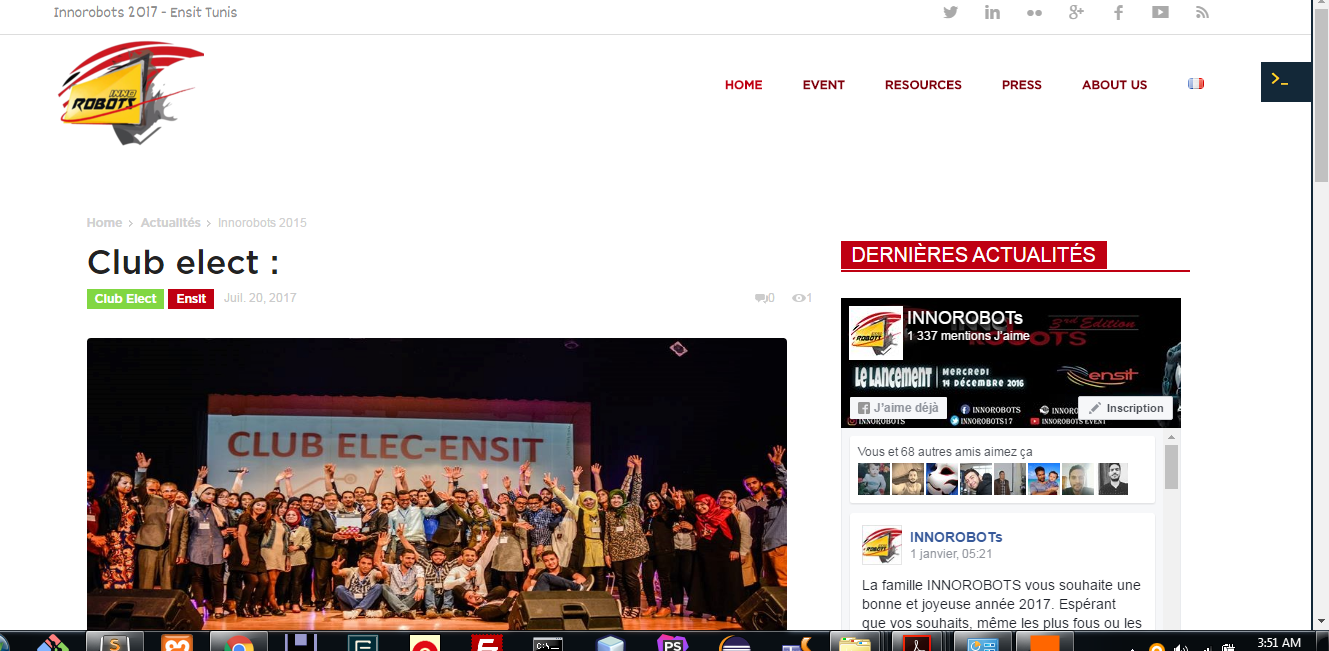 Innorobots 2017 - Ensit Tunis
INNO
ROBOTS
HOME EVENT RESOURCES PRESS ABOUT US
>_
Home > Actualités > Innorobots 2015
Club elect :
Club Elect Ensit Juil. 20, 2017
0 1
CLUB ELEC-ENSIT
DERNIÈRES ACTUALITÉS
INNOROBOTs
1 337 mentions J'aime
3rd Edition
ROBOTS
LE LANCEMENT MERCREDI
14 DÉCEMBRE 2016
ensit
J'aime déjà
INNOROBOTS
Inscription
INNOROBOTS
INNOROBOTS17
INNOROBOTS EVENT
Vous et 68 autres amis aimez ça
INNOROBOTs
1 janvier, 05:21
La famille INNOROBOTS vous souhaite une
bonne et joyeuse année 2017. Espérant
que vos souhaits, même les plus fous ou les
3:51 AM